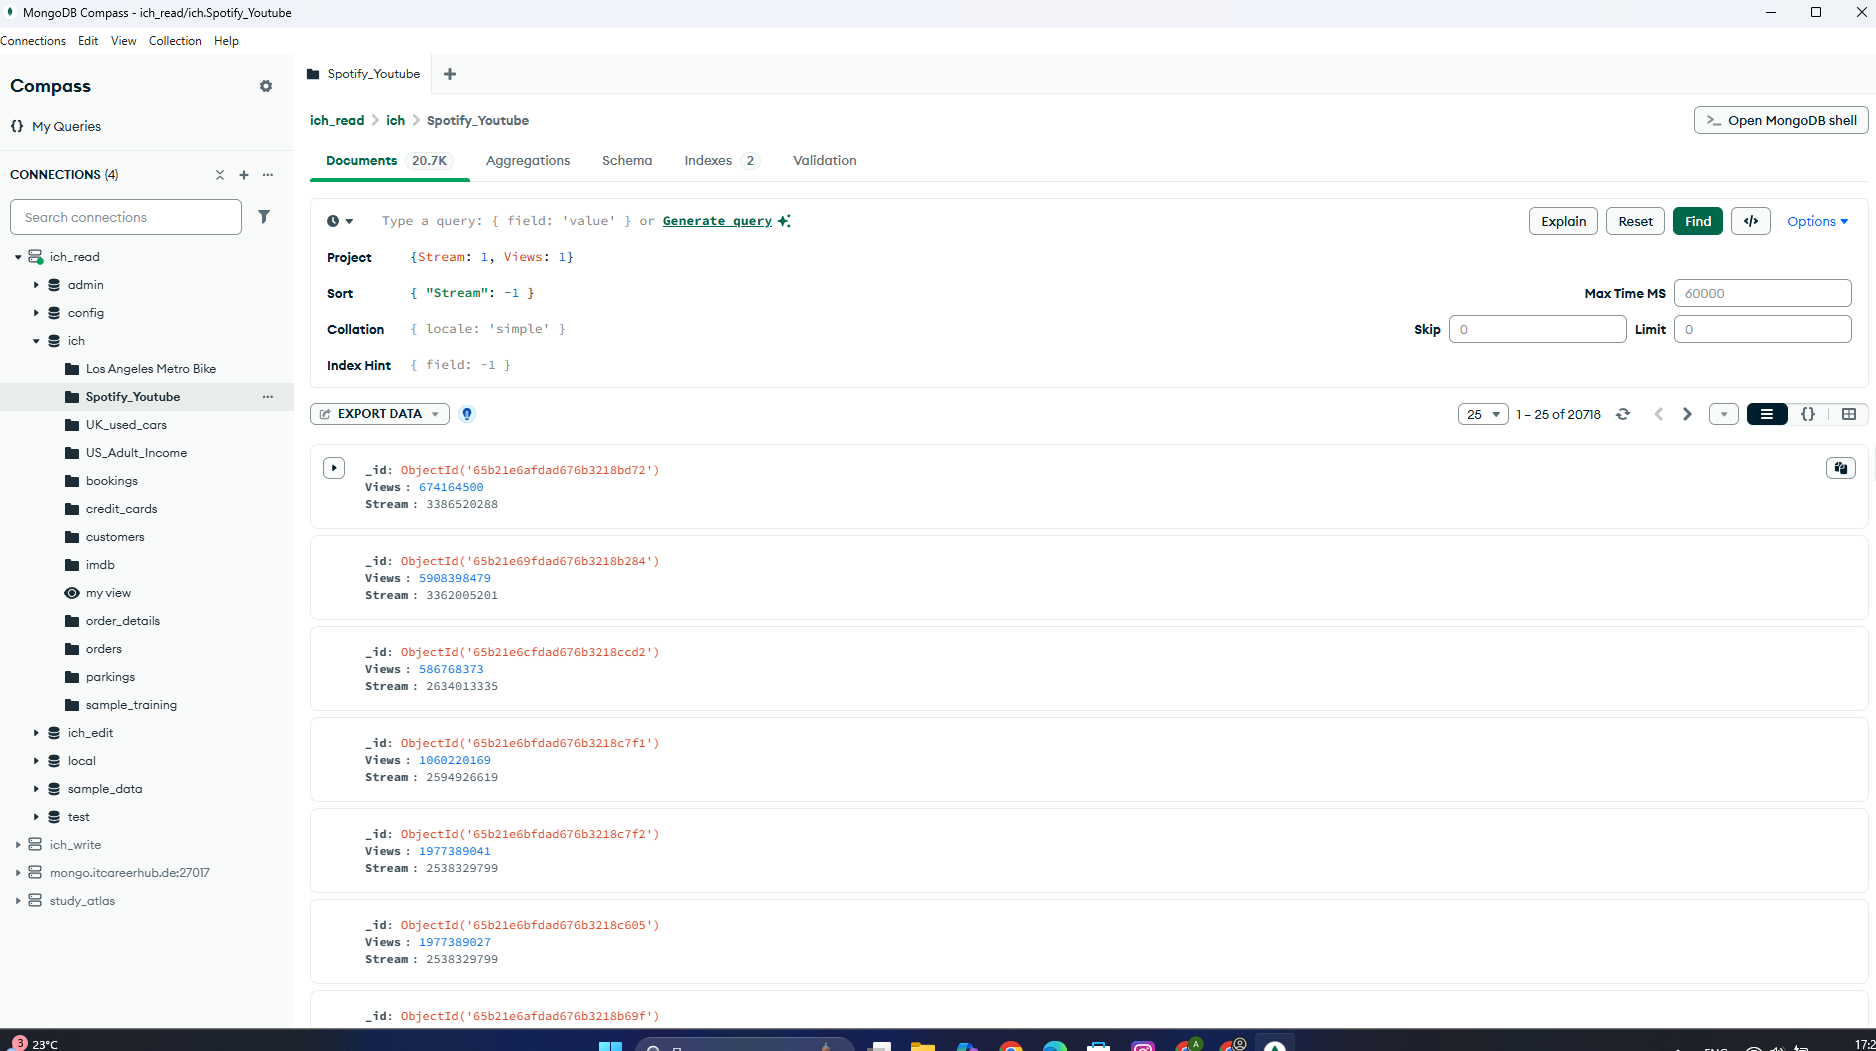 MongoDB Compass - ich_read/ich.Spotify_Youtube
Connections Edit View Collection Help
Compass
{} My Queries
CONNECTIONS (4)
Search connections
ich_read
admin
config
ich
Los Angeles Metro Bike
Spotify_Youtube
UK_used_cars
US_Adult_Income
bookings
credit_cards
customers
imdb
my view
order_details
orders
parkings
sample_training
ich_edit
local
sample_data
test
ich_write
mongo.itcareerhub.de:27017
study_atlas
Spotify_Youtube
ich_read > ich > Spotify_Youtube
>_ Open MongoDB shell
Documents 20.7K Aggregations Schema Indexes 2 Validation
Type a query: { field: 'value' } or Generate query
Explain Reset Find </> Options
Project {Stream: 1, Views: 1}
Sort { "Stream": -1 }
Max Time MS 60000
Collation { locale: 'simple' }
Skip 0 Limit 0
Index Hint { field: -1 }
EXPORT DATA
25 1 – 25 of 20718
{}
_id: ObjectId('65b21e6afdad676b3218bd72')
Views : 674164500
Stream : 3386520288
_id: ObjectId('65b21e69fdad676b3218b284')
Views : 5908398479
Stream : 3362005201
_id: ObjectId('65b21e6cfdad676b3218ccd2')
Views : 586768373
Stream : 2634013335
_id: ObjectId('65b21e6bfdad676b3218c7f1')
Views : 1060220169
Stream : 2594926619
_id: ObjectId('65b21e6bfdad676b3218c7f2')
Views : 1977389041
Stream : 2538329799
_id: ObjectId('65b21e6bfdad676b3218c605')
Views : 1977389027
Stream : 2538329799
_id: ObjectId('65b21e6afdad676b3218b69f')
3 23°C
A
17:2